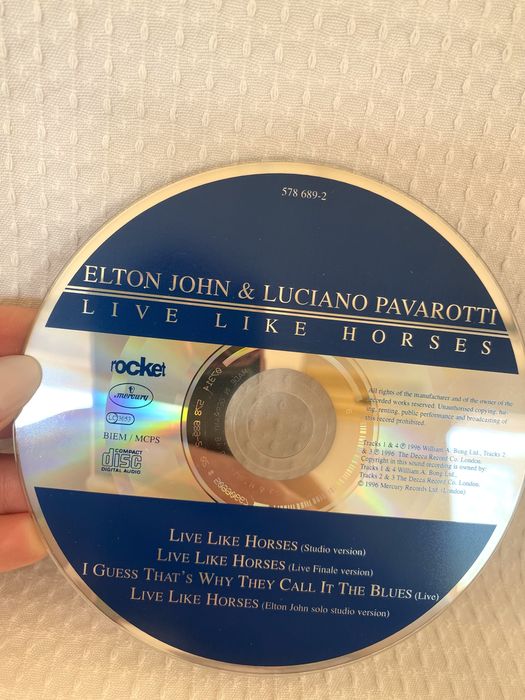 578 689-2
ELTON JOHN & LUCIANO PAVAROTTI
LIVE LIKE HORSES
rocket
mercury
LC 3653
BIEM / MCPS
COMPACT
disc
DIGITAL AUDIO
All rights of the manufacturer and of the owner of the
recorded works reserved. Unauthorised copying, hir-
ing, renting, public performance and broadcasting of
this record prohibited.
Tracks 1 & 4 ℗ 1996 William A. Bong Ltd., Tracks 2
& 3 ℗ 1996 The Decca Record Co. London.
Copyright in this sound recording is owned by:
Tracks 1 & 4 William A. Bong Ltd.,
Tracks 2 & 3 The Decca Record Co. London
© 1996 Mercury Records Ltd. (London)
LIVE LIKE HORSES (Studio version)
LIVE LIKE HORSES (Live Finale version)
I GUESS THAT'S WHY THEY CALL IT THE BLUES (Live)
LIVE LIKE HORSES (Elton John solo studio version)